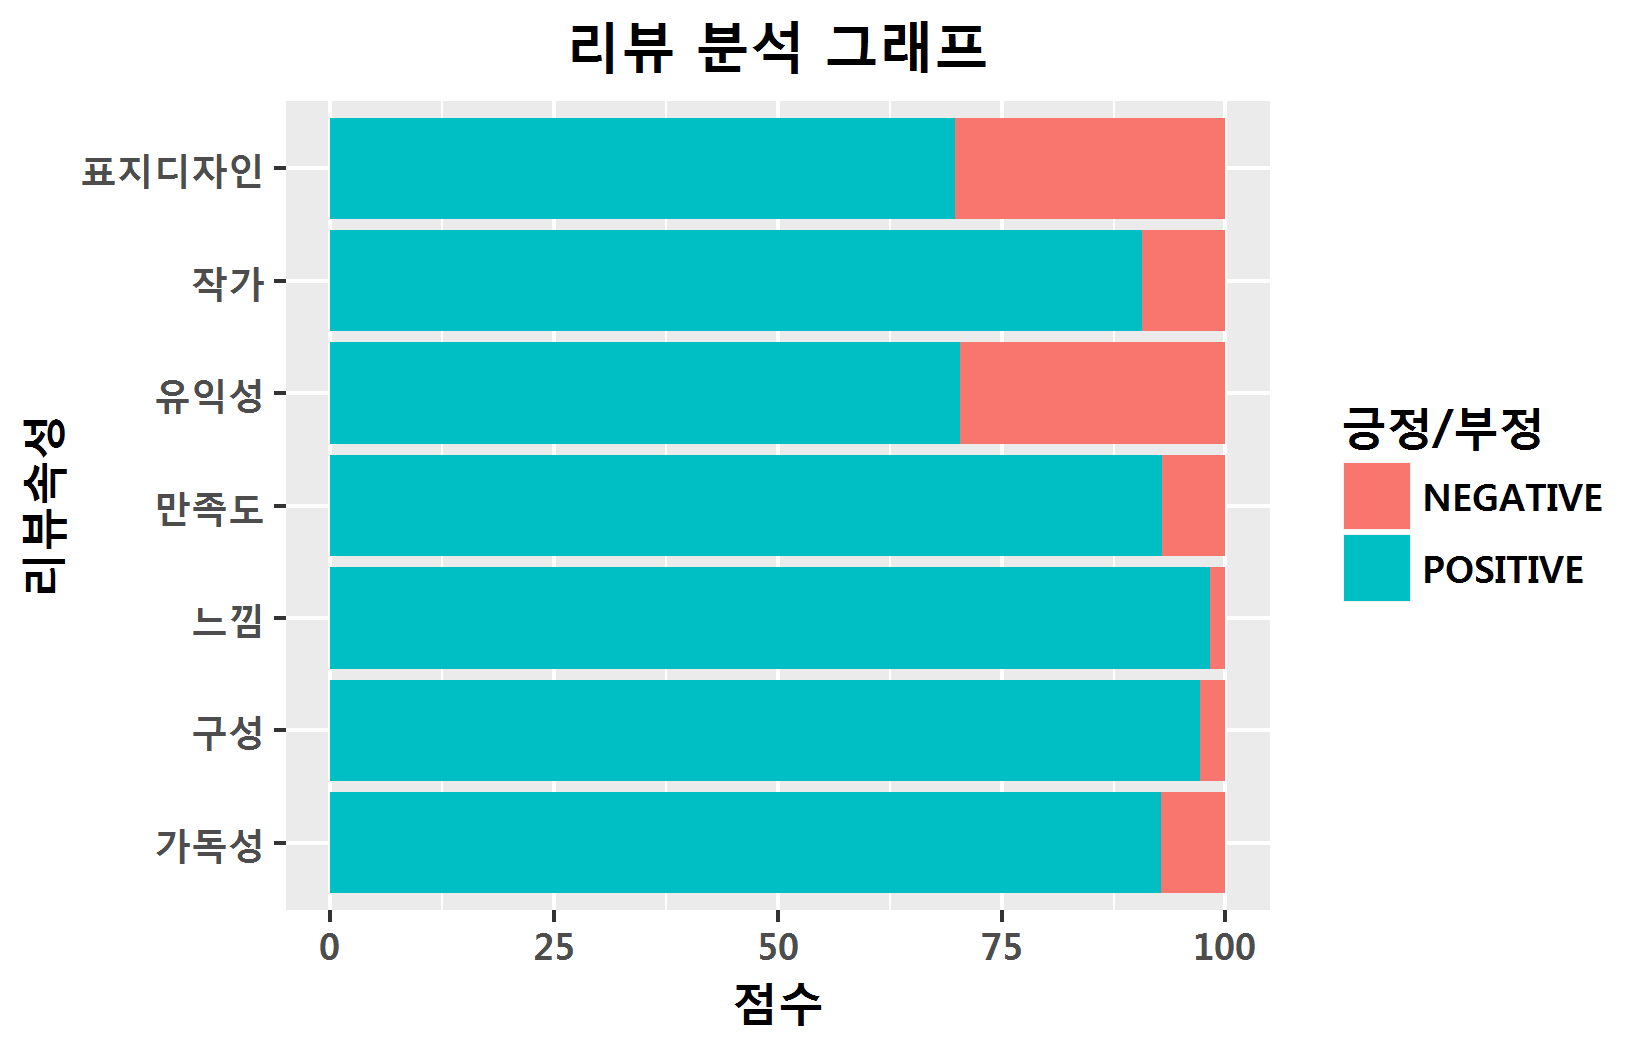 리뷰 분석 그래프
리뷰속성
표지디자인
작가
유익성
만족도
느낌
구성
가독성
0 25 50 75 100
점수
긍정/부정
NEGATIVE
POSITIVE